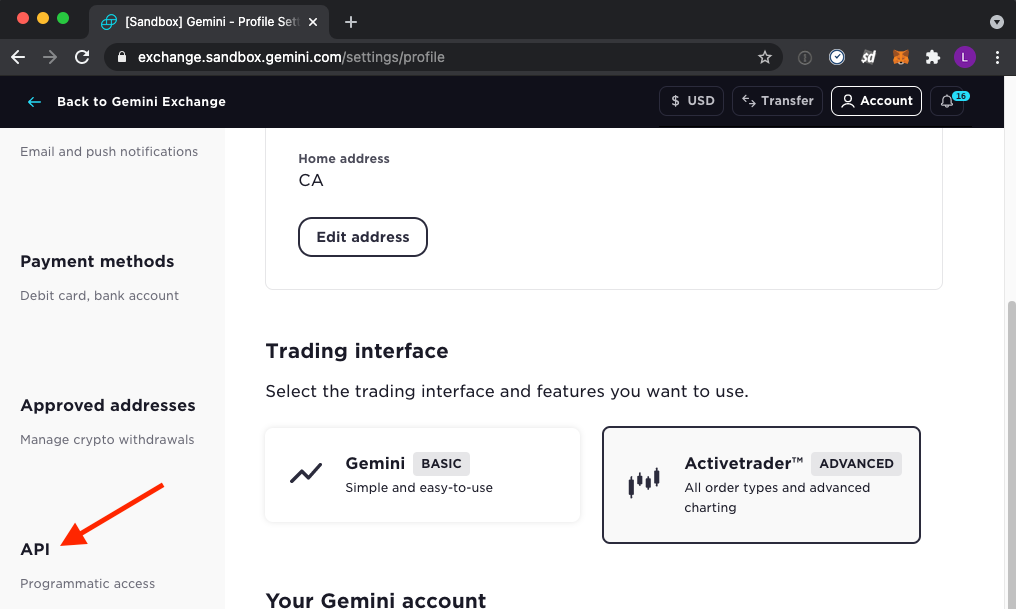 [Sandbox] Gemini - Profile Sett
exchange.sandbox.gemini.com/settings/profile
L
Back to Gemini Exchange
$ USD
Transfer
Account
16
Email and push notifications
Payment methods
Debit card, bank account
Approved addresses
Manage crypto withdrawals
API
Programmatic access
Home address
CA
Edit address
Trading interface
Select the trading interface and features you want to use.
Gemini BASIC
Simple and easy-to-use
Activetrader™ ADVANCED
All order types and advanced
charting
Your Gemini account